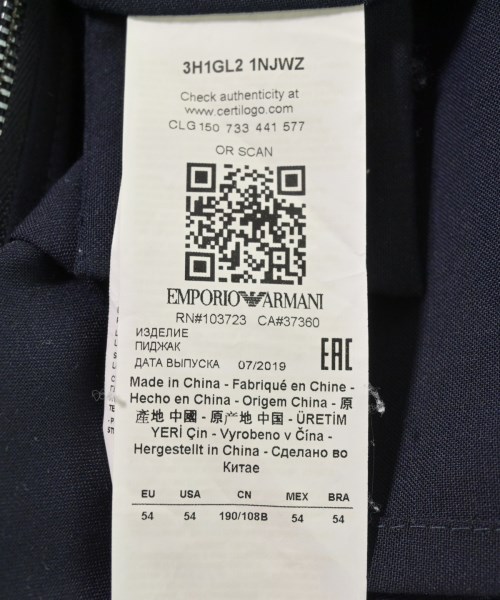 3H1GL2 1NJWZ
Check authenticity at
www.certilogo.com
CLG 150 733 441 577
OR SCAN
EMPORIO ARMANI
RN#103723 CA#37360
ИЗДЕЛИЕ
ПИДЖАК
ДАТА ВЫПУСКА 07/2019
EAC
Made in China - Fabriqué en Chine -
Hecho en China - Origem China - 原
產地 中國 - 原产地 中国 - ÜRETİM
YERİ Çin - Vyrobeno v Čína -
Hergestellt in China - Сделано во
Китае
EU USA CN MEX BRA
54 54 190/108B 54 54